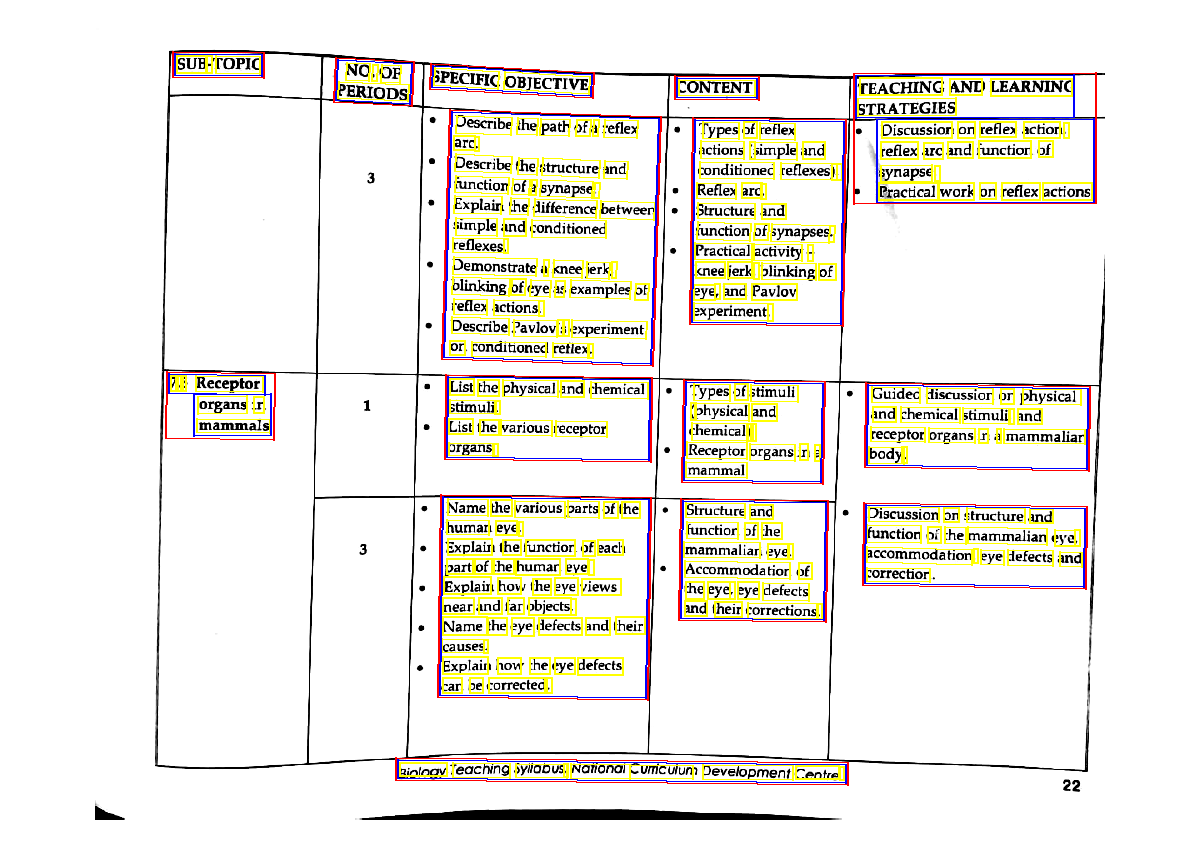 SUB-TOPIC
NO. OF
PERIODS
SPECIFIC OBJECTIVE
CONTENT
TEACHING AND LEARNING
STRATEGIES
3
• Describe the path of a reflex
arc.
• Describe the structure and
function of a synapse.
• Explain the difference between
simple and conditioned
reflexes.
• Demonstrate a knee jerk,
blinking of eye as examples of
reflex actions.
• Describe Pavlov's experiment
on conditioned reflex.
• Types of reflex
actions (simple and
conditioned reflexes)
• Reflex arc.
• Structure and
function of synapses.
• Practical activity -
knee jerk, blinking of
eye, and Pavlov
experiment.
• Discussion on reflex action,
reflex arc and function of
synapse
• Practical work on reflex actions
Receptor
organs in
mammals
1
• List the physical and chemical
stimuli.
• List the various receptor
organs.
• Types of stimuli
(physical and
chemical)
• Receptor organs in a
mammal
• Guided discussion on physical
and chemical stimuli and
receptor organs in a mammalian
body.
3
• Name the various parts of the
human eye.
• Explain the function of each
part of the human eye
• Explain how the eye views
near and far objects.
• Name the eye defects and their
causes.
• Explain how the eye defects
can be corrected.
• Structure and
function of the
mammalian eye.
• Accommodation of
the eye, eye defects
and their corrections.
• Discussion on structure and
function of the mammalian eye,
accommodation, eye defects and
correction.
Biology Teaching Syllabus, National Curriculum Development Centre
22